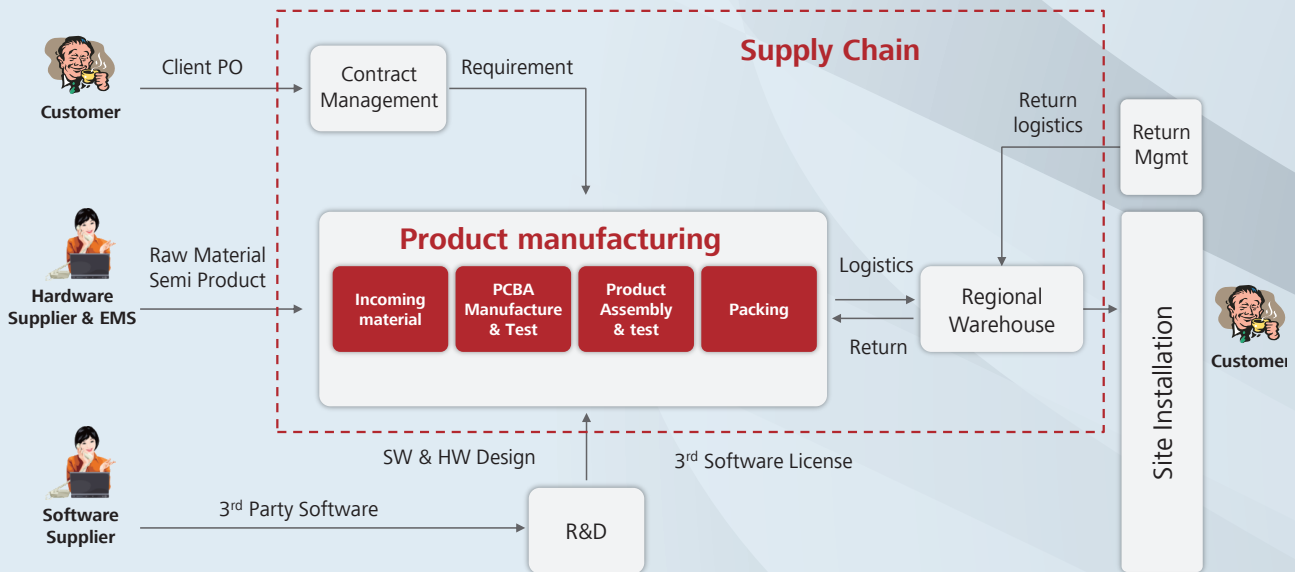 Supply Chain
Client PO
Contract
Management
Requirement
Customer
Return
logistics
Return
Mgmt
Product manufacturing
Raw Material
Semi Product
Hardware
Supplier & EMS
Incoming
material
PCBA
Manufacture
& Test
Product
Assembly
& test
Packing
Logistics
Return
Regional
Warehouse
Site Installation
Customer
SW & HW Design
3rd Software License
3rd Party Software
Software
Supplier
R&D